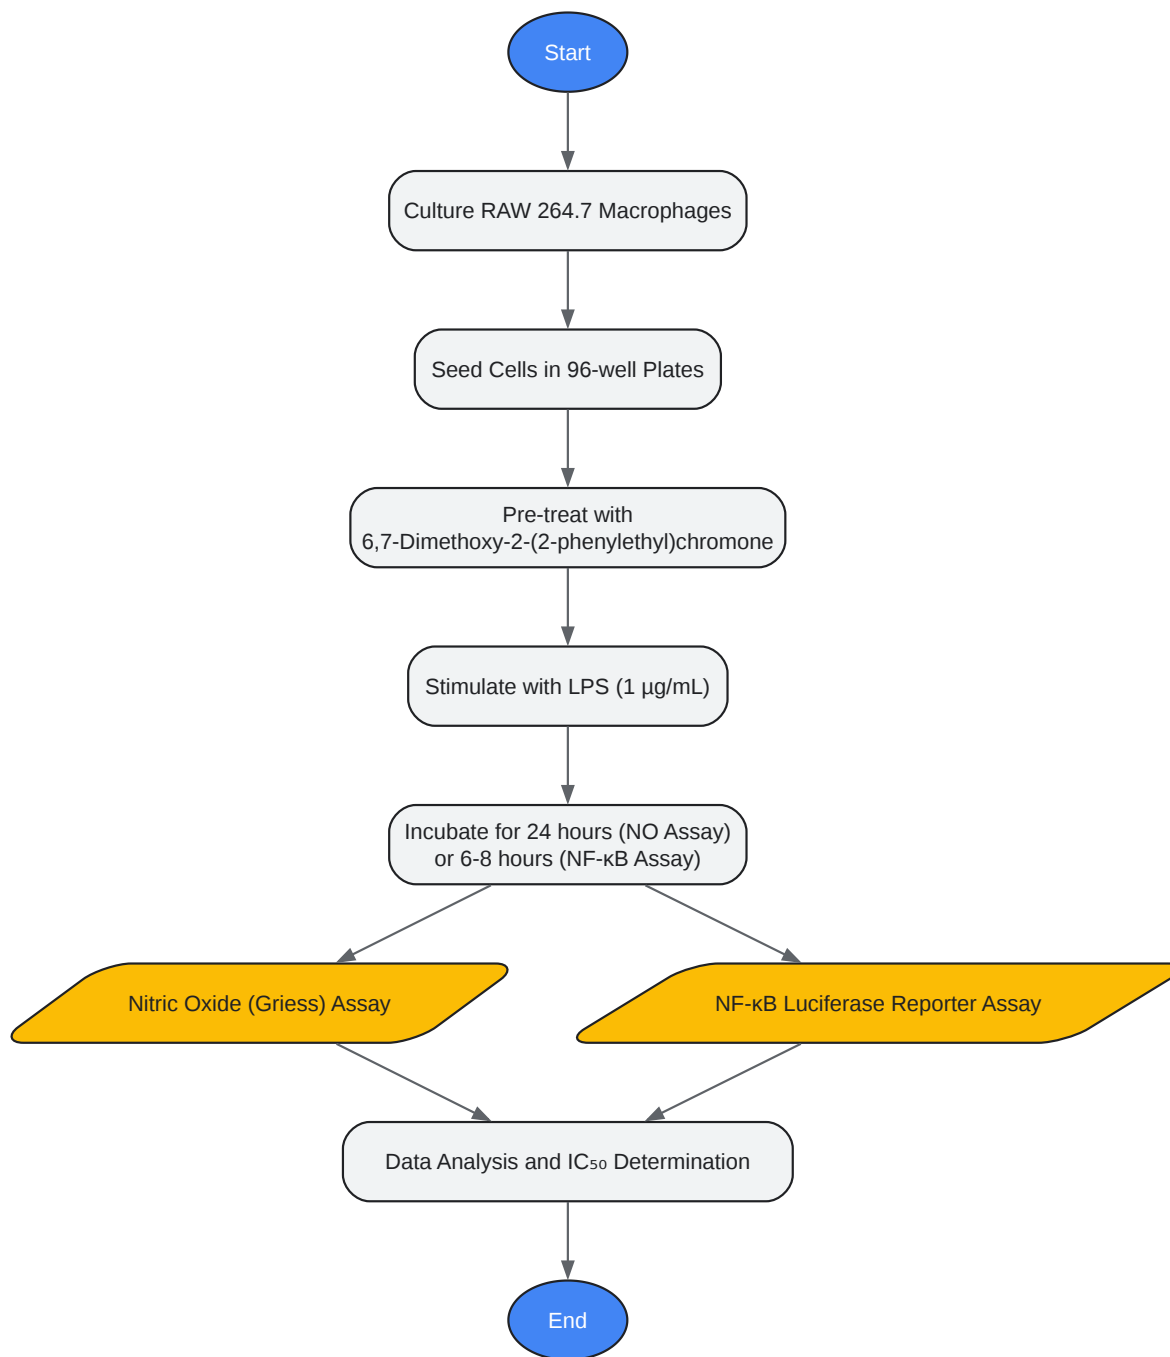 Start
Culture RAW 264.7 Macrophages
Seed Cells in 96-well Plates
Pre-treat with
6,7-Dimethoxy-2-(2-phenylethyl)chromone
Stimulate with LPS (1 µg/mL)
Incubate for 24 hours (NO Assay)
or 6-8 hours (NF-κB Assay)
Nitric Oxide (Griess) Assay
NF-κB Luciferase Reporter Assay
Data Analysis and IC₅₀ Determination
End